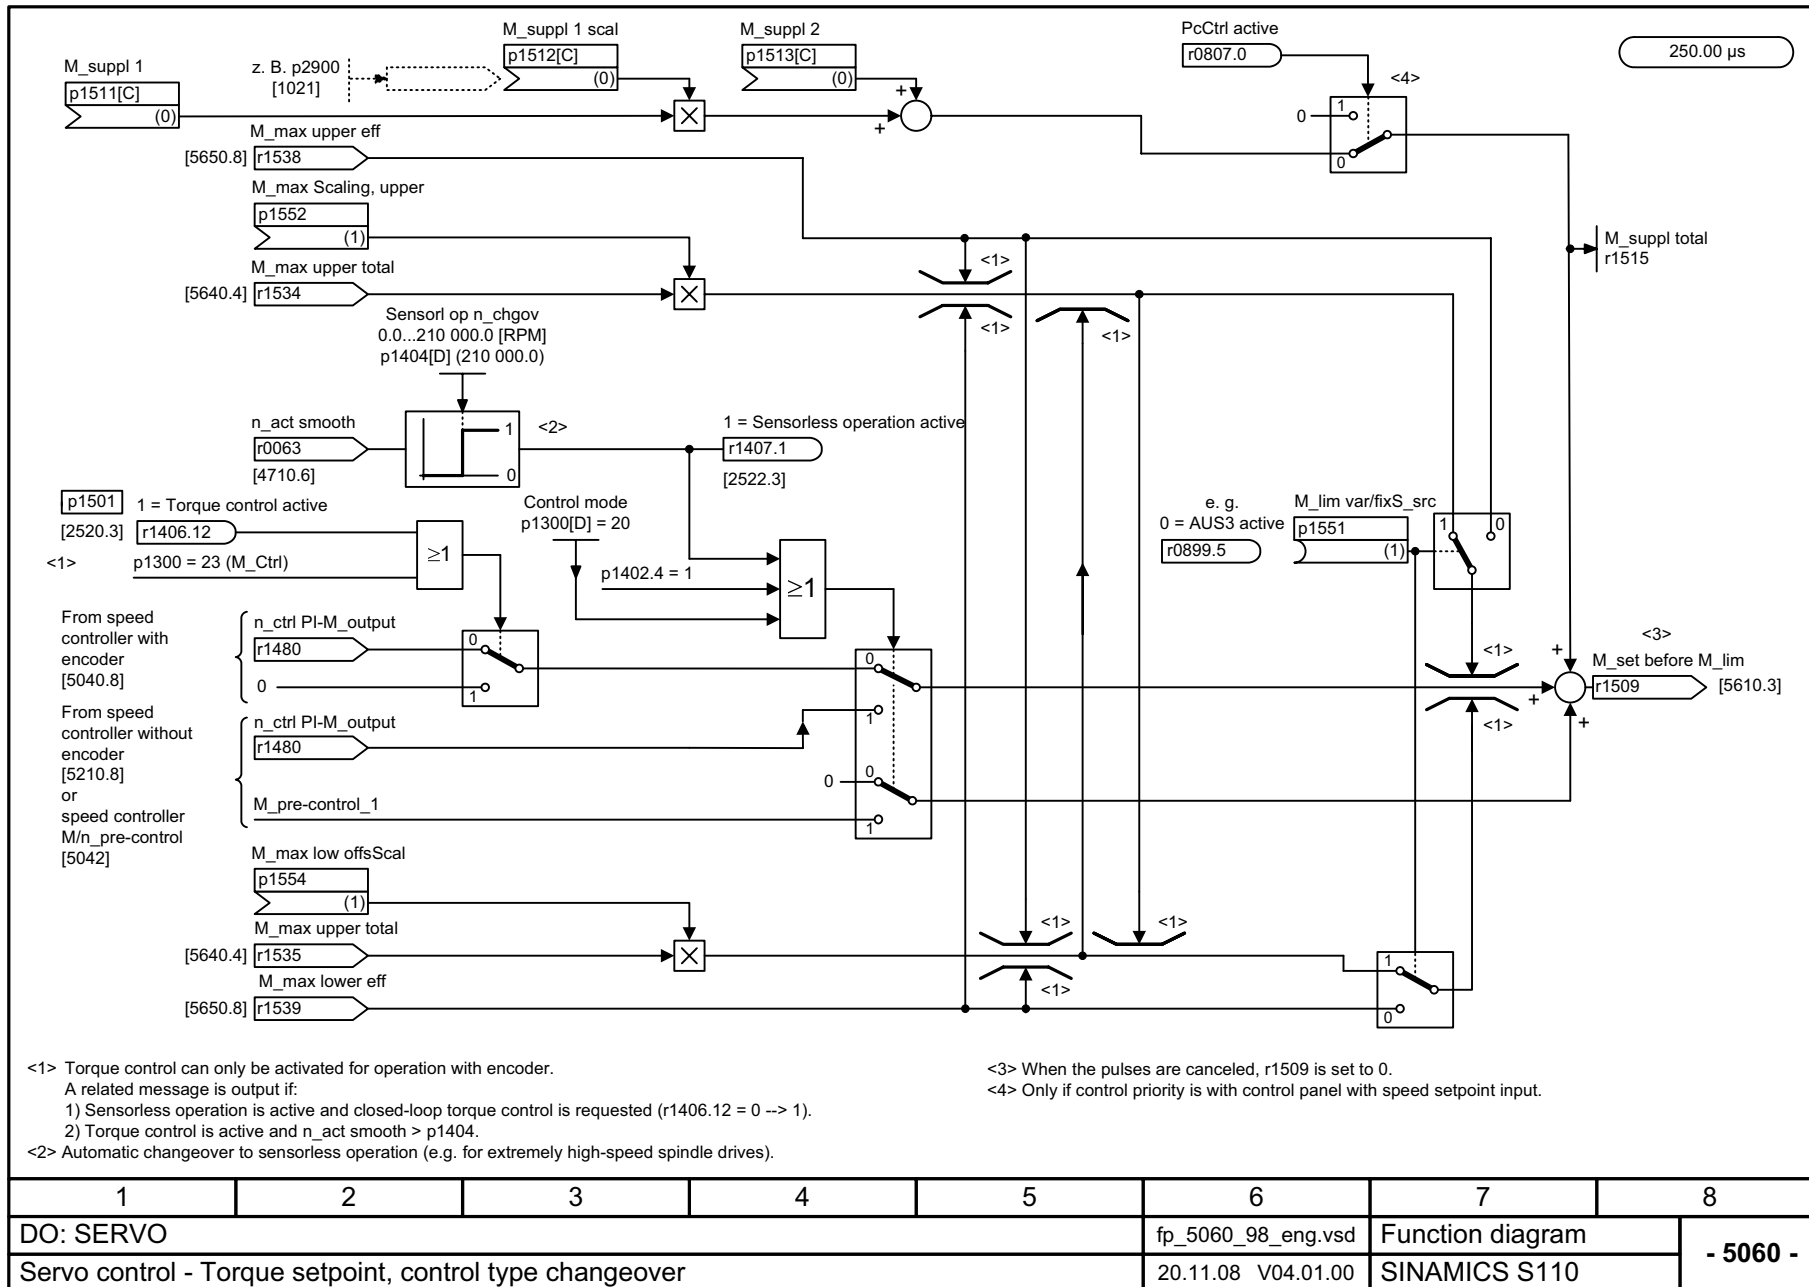 M_suppl 1
p1511[C]
(0)
z. B. p2900
[1021]
M_suppl 1 scal
p1512[C]
(0)
M_suppl 2
p1513[C]
(0)
+
+
PcCtrl active
r0807.0
<4>
0
1
0
250.00 µs
M_max upper eff
[5650.8] r1538
M_max Scaling, upper
p1552
(1)
M_max upper total
[5640.4] r1534
<1>
<1>
<1>
M_suppl total
r1515
Sensorl op n_chgov
0.0...210 000.0 [RPM]
p1404[D] (210 000.0)
n_act smooth
r0063
[4710.6]
1
0
<2>
1 = Sensorless operation active
r1407.1
[2522.3]
p1501
[2520.3]
1 = Torque control active
r1406.12
<1>
p1300 = 23 (M_Ctrl)
≥1
Control mode
p1300[D] = 20
p1402.4 = 1
≥1
e. g.
0 = AUS3 active
r0899.5
M_lim var/fixS_src
p1551
(1)
1
0
From speed
controller with
encoder
[5040.8]
n_ctrl PI-M_output
r1480
0
0
1
From speed
controller without
encoder
[5210.8]
or
speed controller
M/n_pre-control
[5042]
n_ctrl PI-M_output
r1480
M_pre-control_1
0
1
0
0
1
<1>
<1>
+
+
+
<3>
M_set before M_lim
r1509
[5610.3]
M_max low offsScal
p1554
(1)
M_max upper total
[5640.4] r1535
M_max lower eff
[5650.8] r1539
<1>
<1>
<1>
1
0
<1> Torque control can only be activated for operation with encoder.
A related message is output if:
1) Sensorless operation is active and closed-loop torque control is requested (r1406.12 = 0 --> 1).
2) Torque control is active and n_act smooth > p1404.
<2> Automatic changeover to sensorless operation (e.g. for extremely high-speed spindle drives).
<3> When the pulses are canceled, r1509 is set to 0.
<4> Only if control priority is with control panel with speed setpoint input.
1 2 3 4 5 6 7 8
DO: SERVO
fp_5060_98_eng.vsd
Function diagram
- 5060 -
Servo control - Torque setpoint, control type changeover
20.11.08 V04.01.00
SINAMICS S110